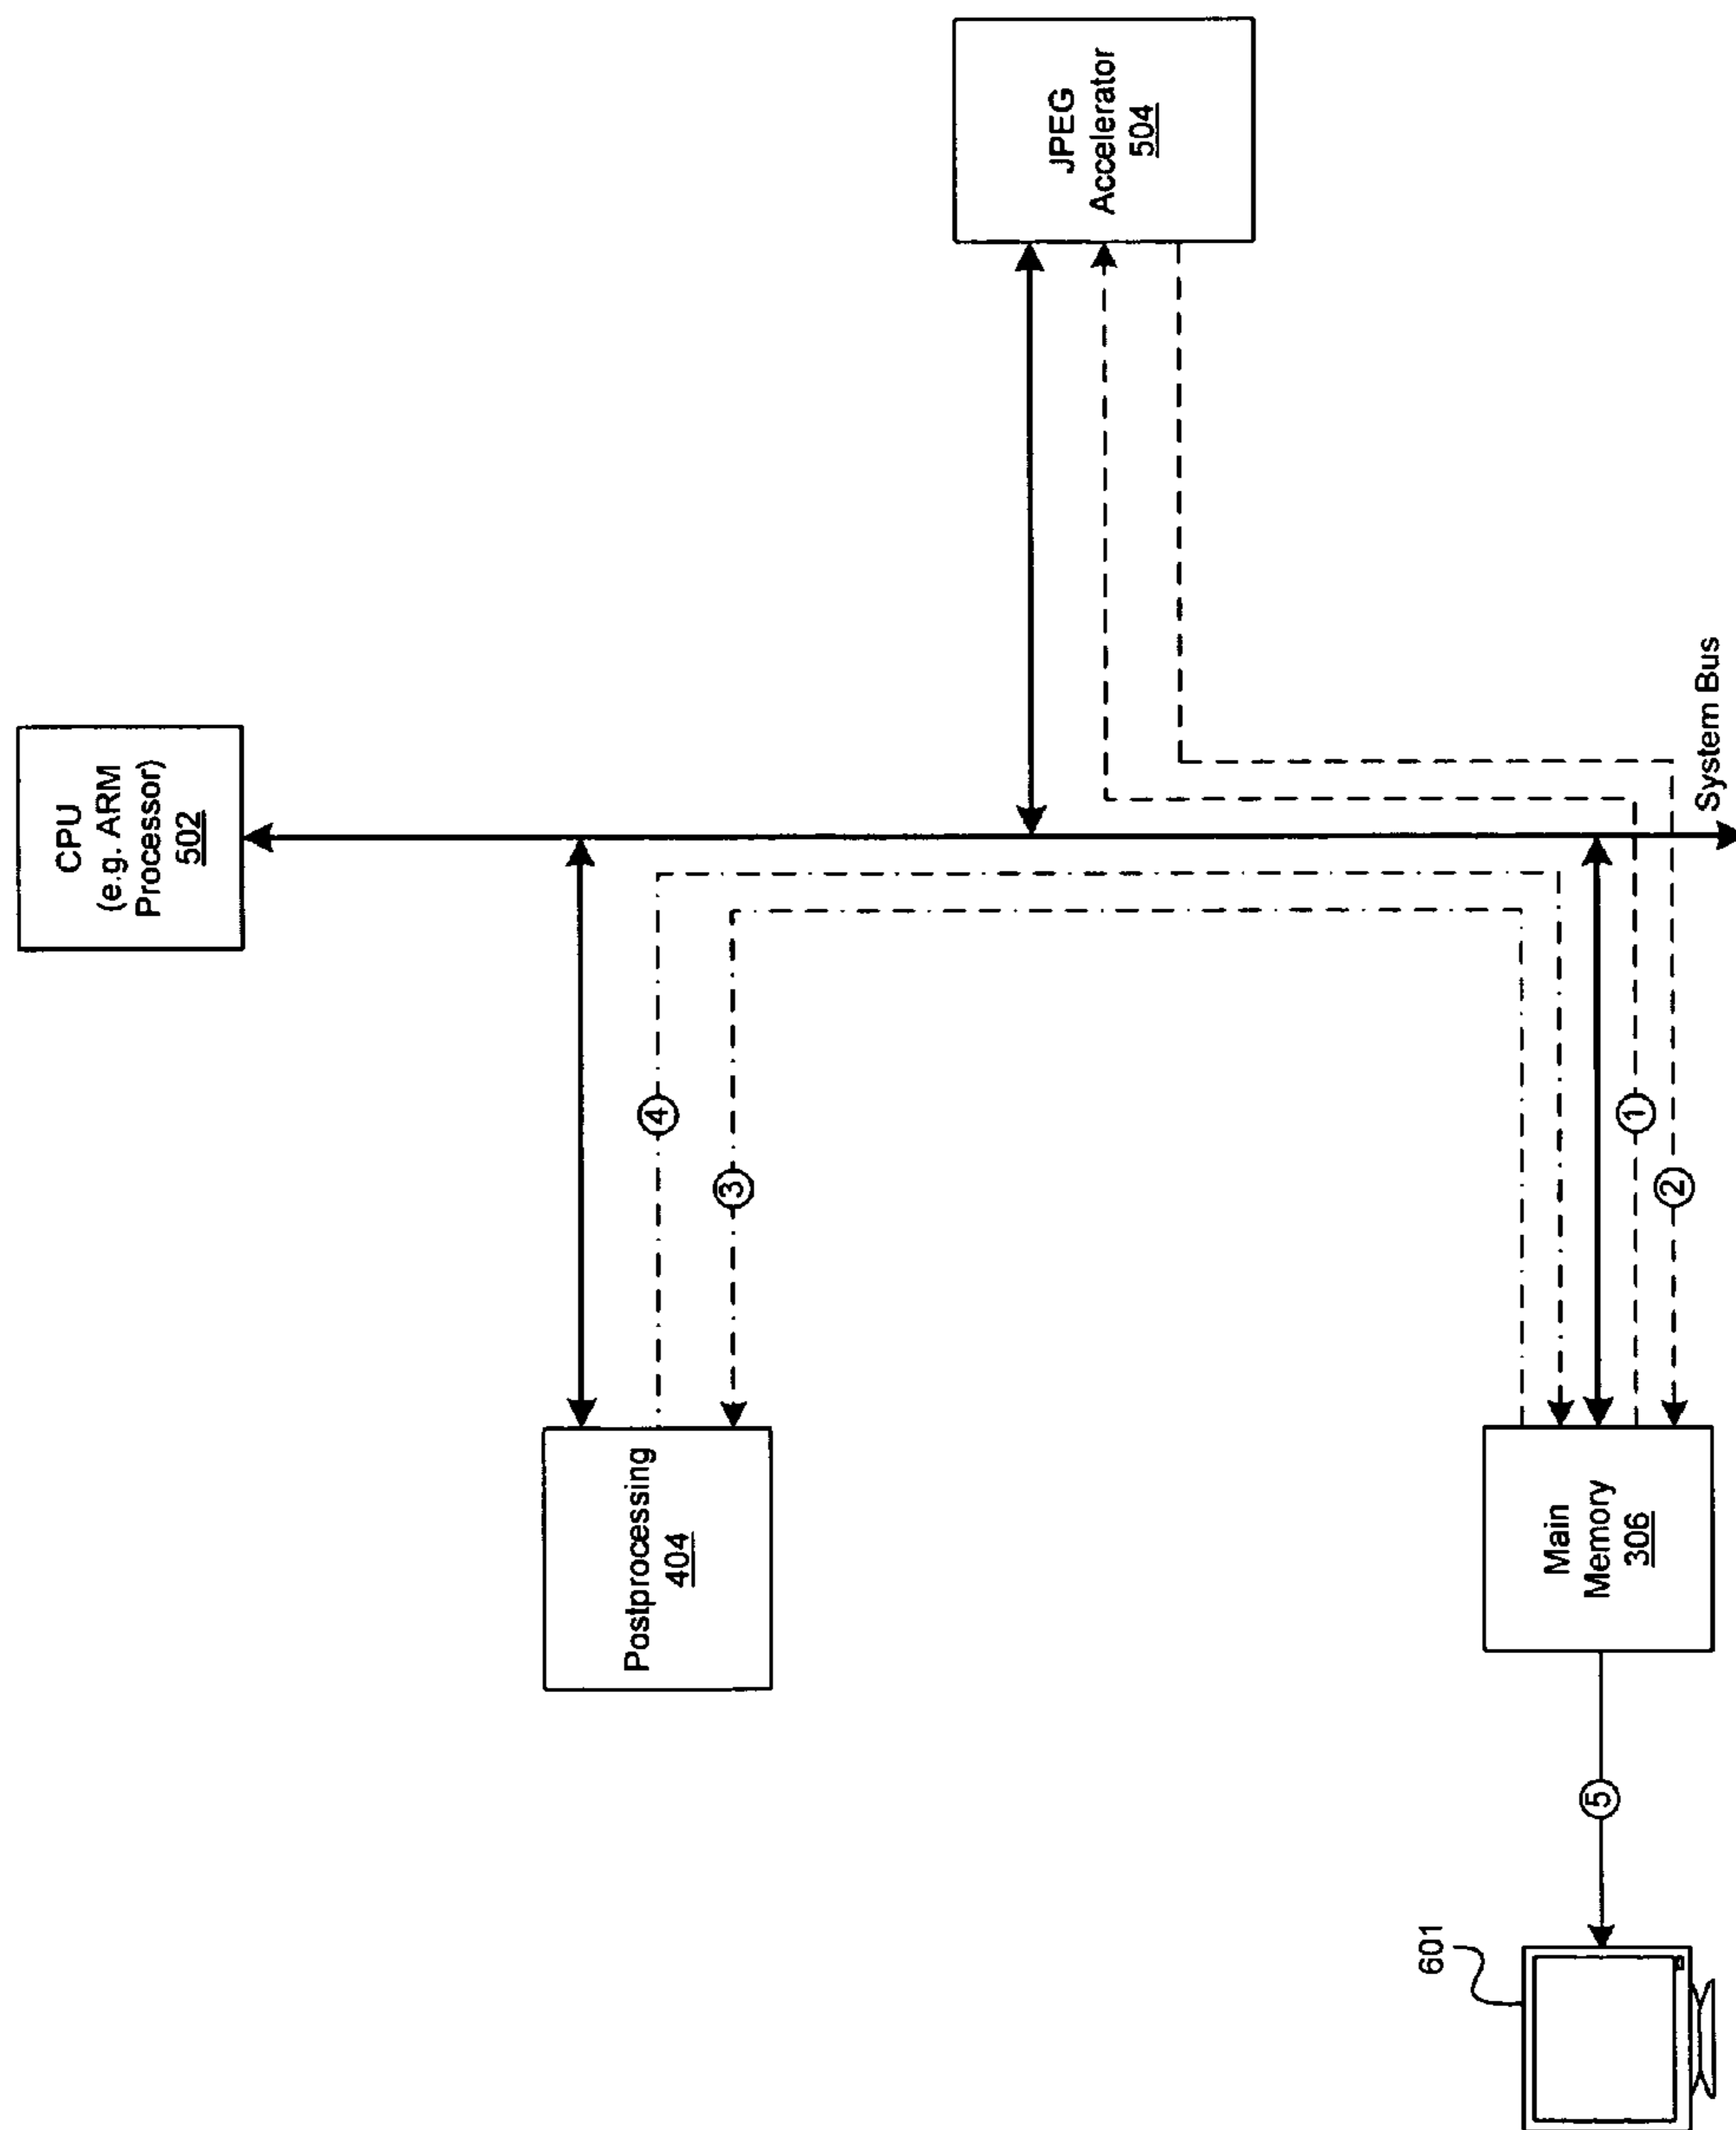 CPU
(e.g. ARM
Processor)
502
JPEG
Accelerator
504
Postprocessing
404
4
3
Main
Memory
306
1
2
5
601
System Bus